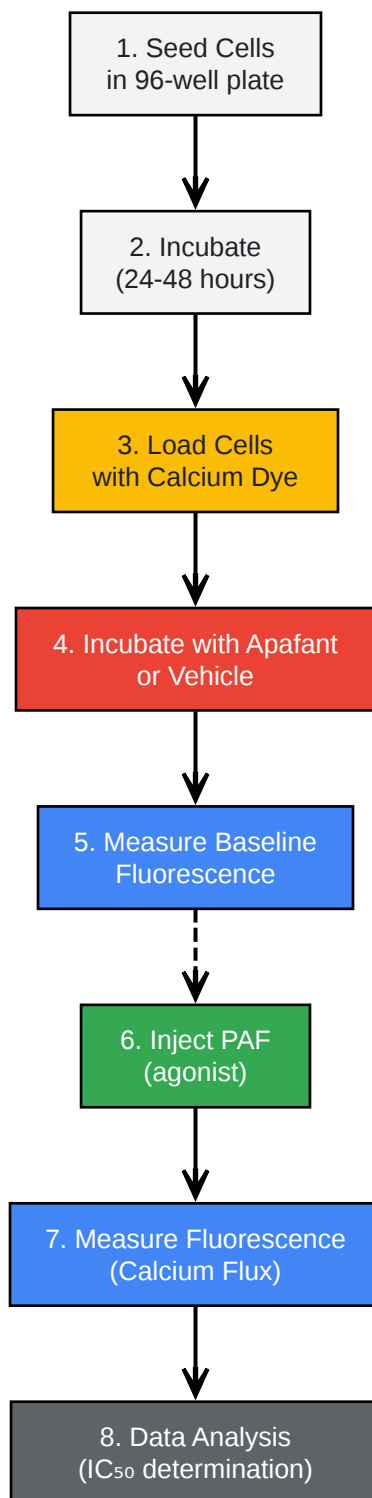 1. Seed Cells
in 96-well plate
2. Incubate
(24-48 hours)
3. Load Cells
with Calcium Dye
4. Incubate with Apafant
or Vehicle
5. Measure Baseline
Fluorescence
6. Inject PAF
(agonist)
7. Measure Fluorescence
(Calcium Flux)
8. Data Analysis
(IC₅₀ determination)